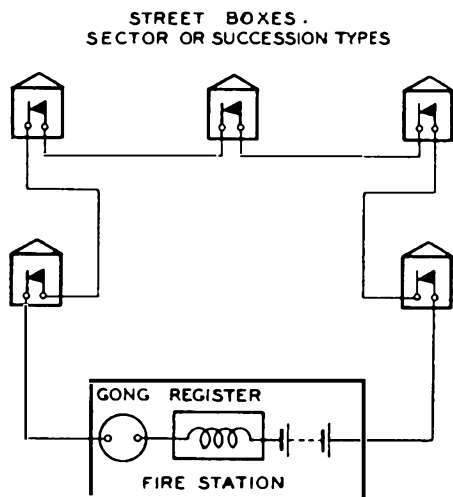 STREET BOXES.
SECTOR OR SUCCESSION TYPES
GONG REGISTER
FIRE STATION